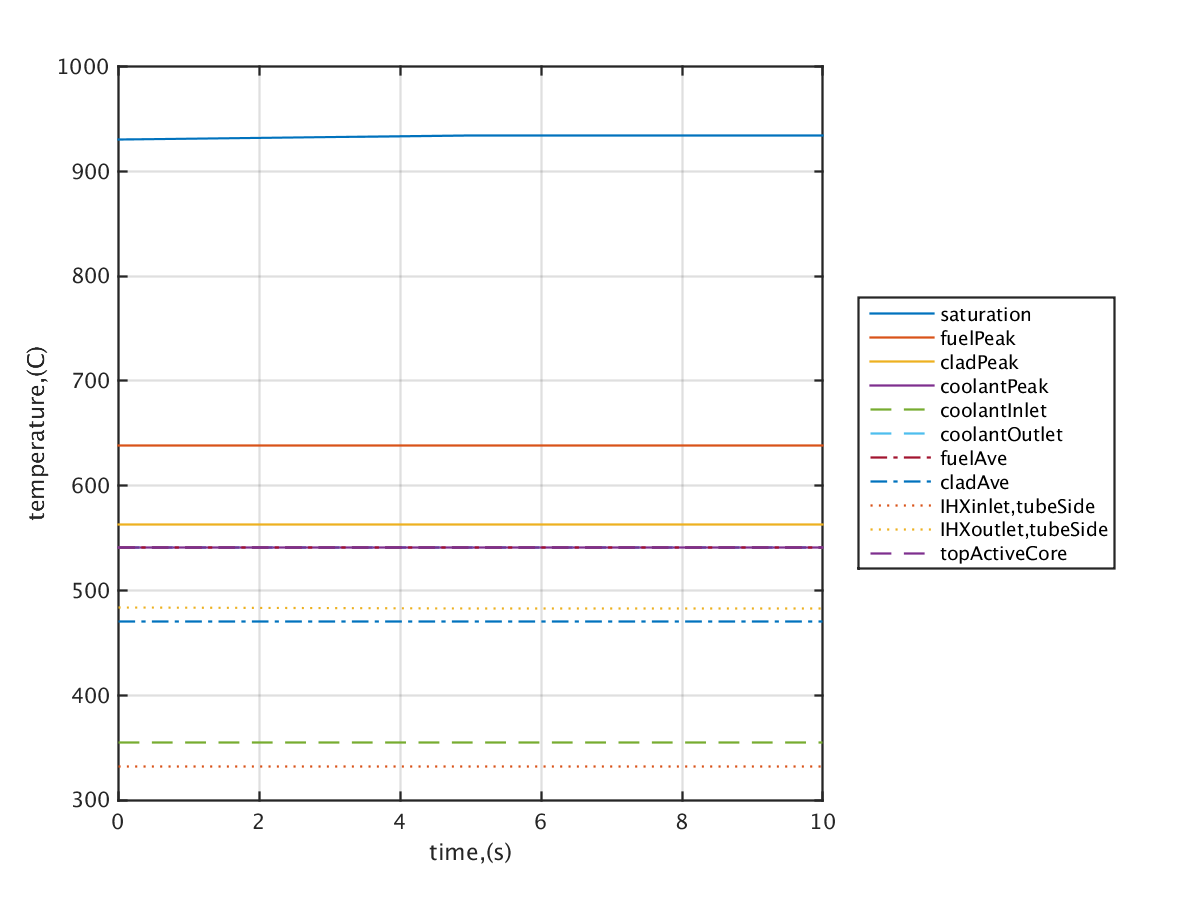 1000
900
800
700
600
500
400
300
temperature,(C)
0 2 4 6 8 10
time,(s)
saturation
fuelPeak
cladPeak
coolantPeak
coolantInlet
coolantOutlet
fuelAve
cladAve
IHXinlet,tubeSide
IHXoutlet,tubeSide
topActiveCore